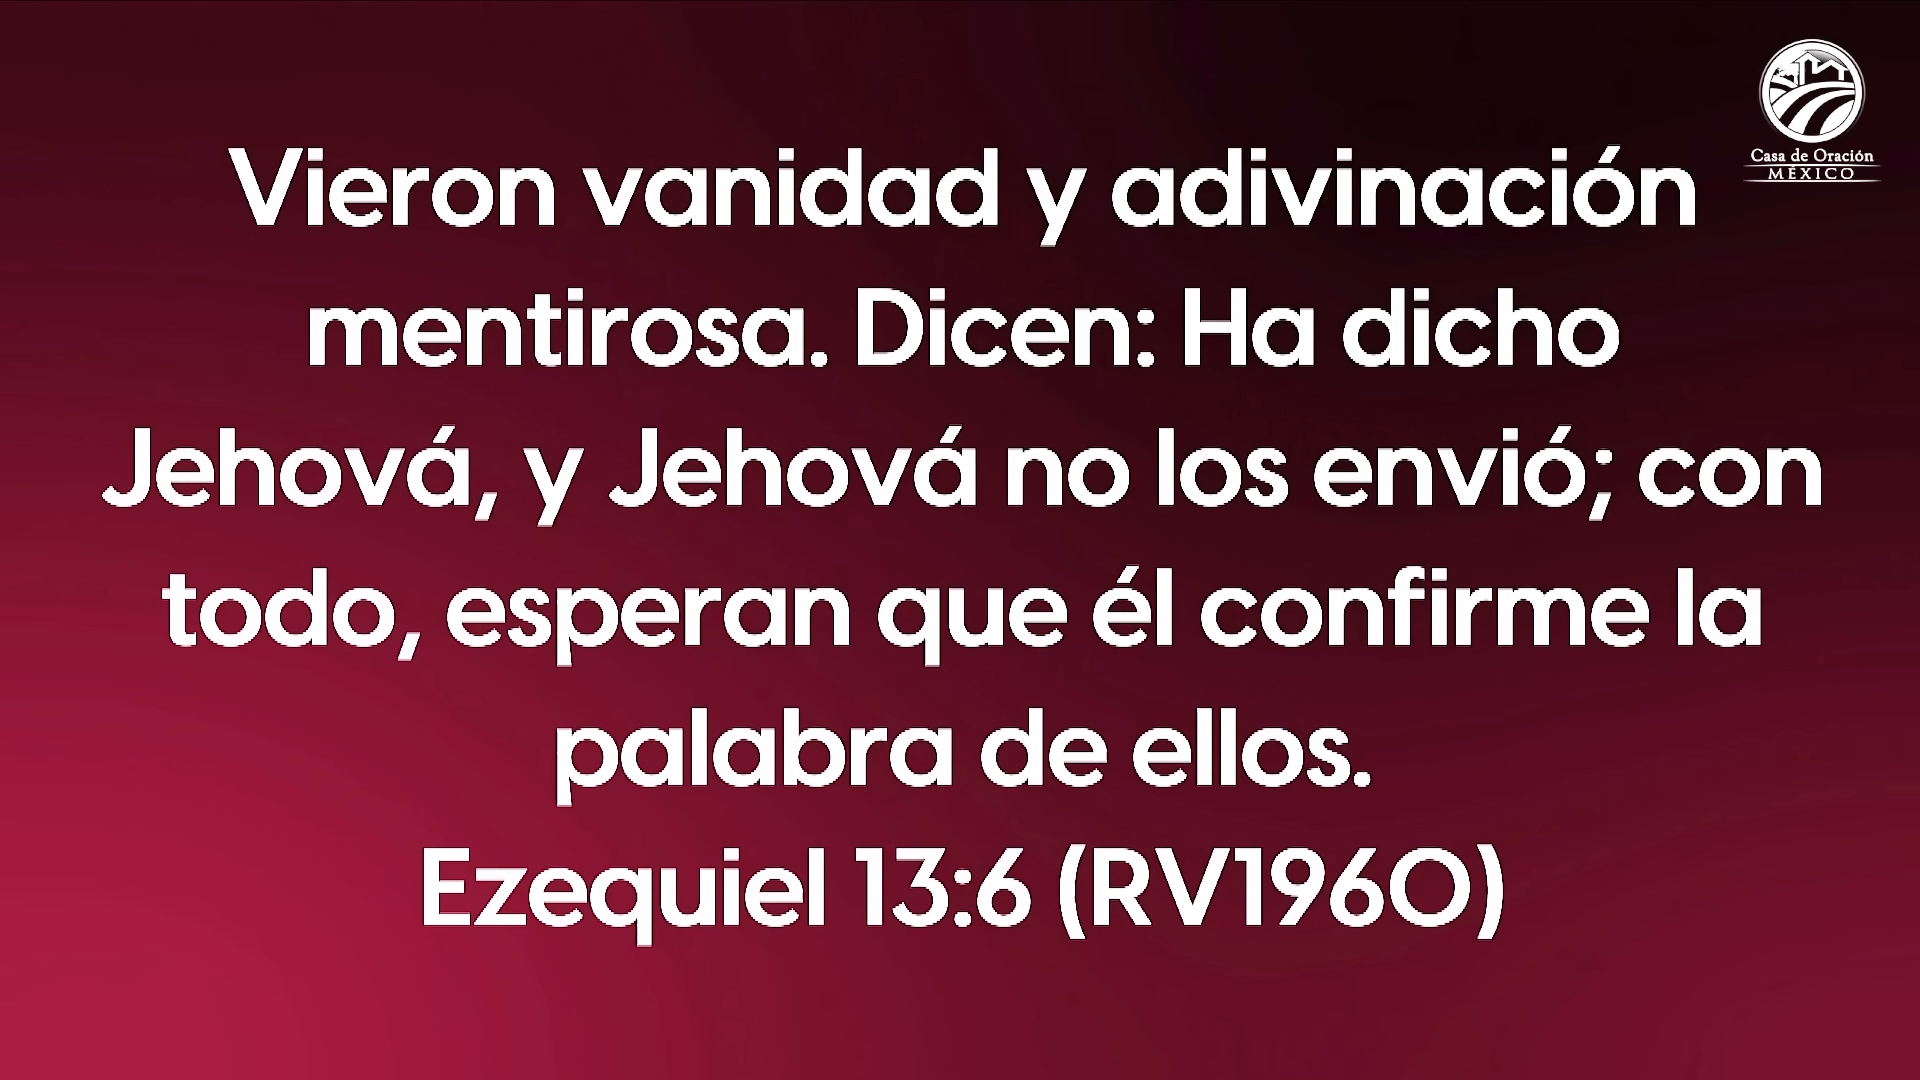 Vieron vanidad y adivinación
mentirosa. Dicen: Ha dicho
Jehová, y Jehová no los envió; con
todo, esperan que él confirme la
palabra de ellos.
Ezequiel 13:6 (RV1960)
Casa de Oración
MÉXICO